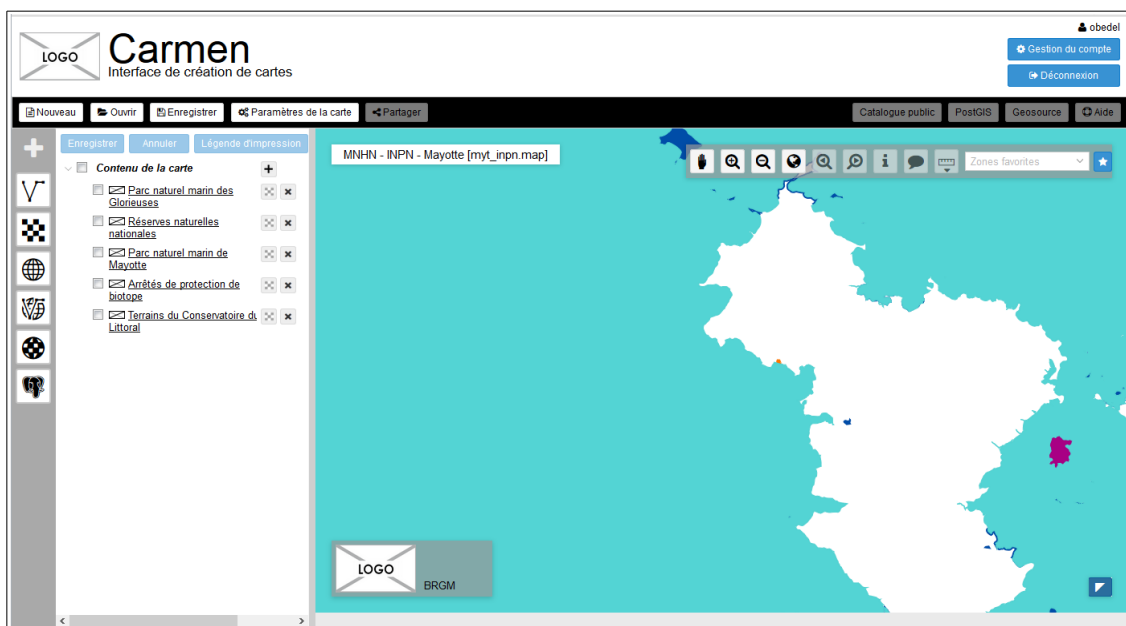 obedel
LOGO
Carmen
Interface de création de cartes
Gestion du compte
Déconnexion
Nouveau
Ouvrir
Enregistrer
Paramètres de la carte
Partager
Catalogue public
PostGIS
Geosource
Aide
Enregistrer
Annuler
Légende d'impression
Contenu de la carte
Parc naturel marin des
Glorieuses
Réserves naturelles
nationales
Parc naturel marin de
Mayotte
Arrêtés de protection de
biotope
Terrains du Conservatoire du
Littoral
MNHN - INPN - Mayotte [myt_inpn.map]
Zones favorites
LOGO
BRGM